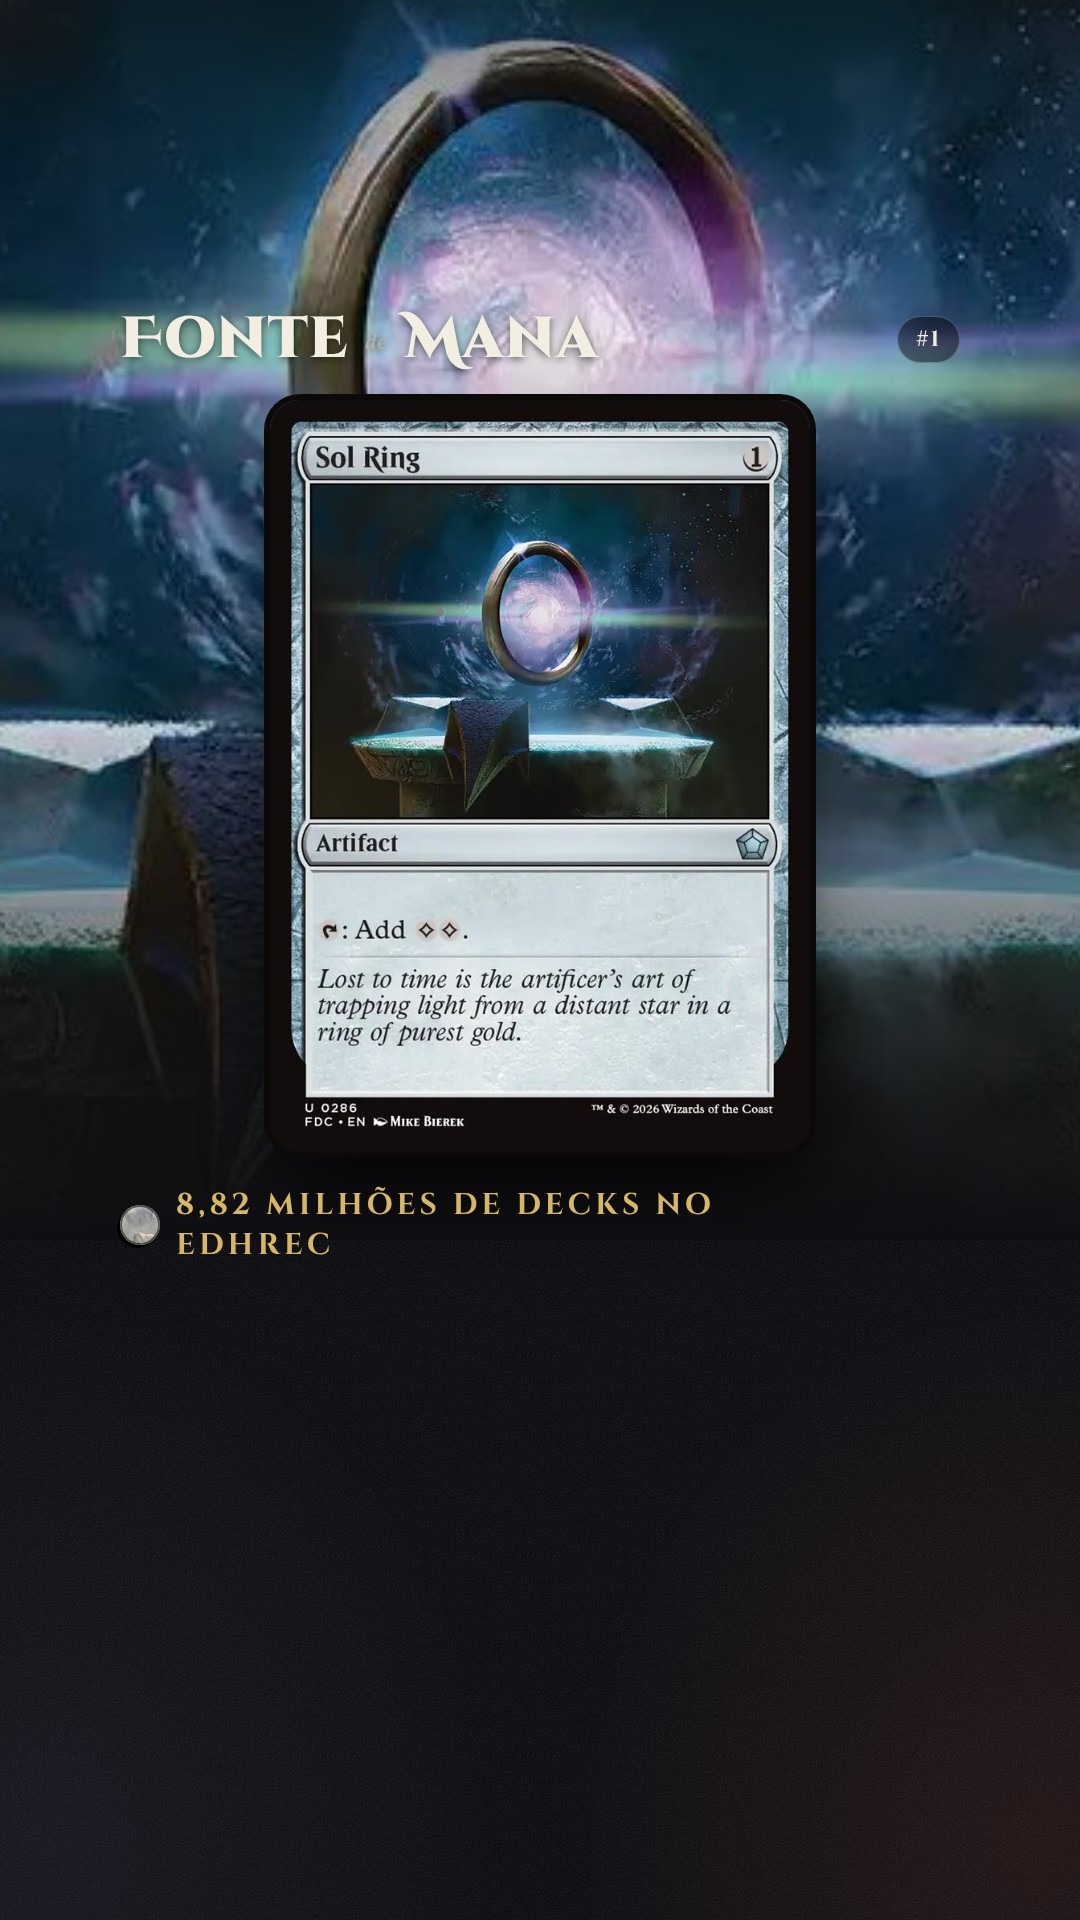 Fonte de Mana
#1
Sol Ring 1
Artifact
: Add .
Lost to time is the artificer's art of
trapping light from a distant star in a
ring of purest gold.
U 0286
FDC • EN Mike Bierek
™ & © 2026 Wizards of the Coast
8,82 MILHÕES DE DECKS NO
EDHREC